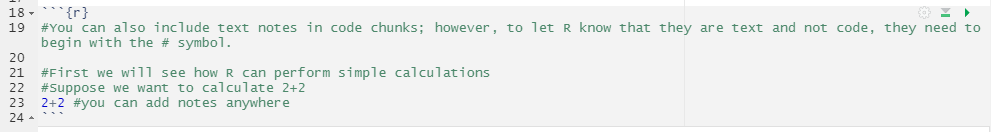 18 ```{r}
19 #You can also include text notes in code chunks; however, to let R know that they are text and not code, they need to
begin with the # symbol.
20
21 #First we will see how R can perform simple calculations
22 #Suppose we want to calculate 2+2
23 2+2 #you can add notes anywhere
24 ```